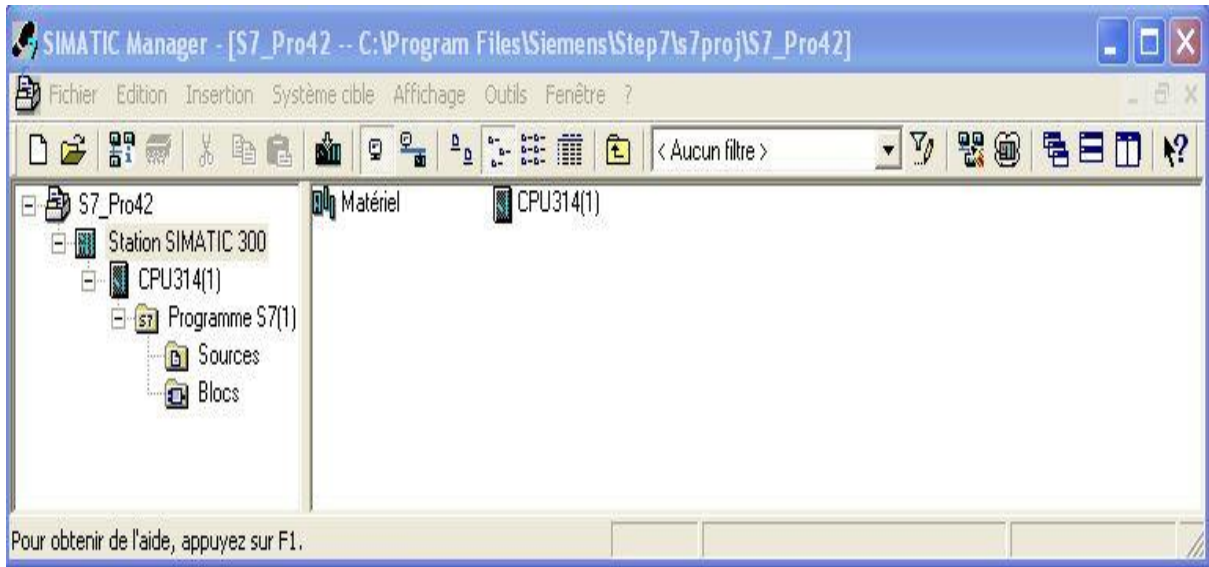 SIMATIC Manager - [S7_Pro42 -- C:\Program Files\Siemens\Step7\s7proj\S7_Pro42]
Fichier Edition Insertion Système cible Affichage Outils Fenêtre ?
< Aucun filtre >
S7_Pro42
Station SIMATIC 300
CPU314(1)
Programme S7(1)
Sources
Blocs
Matériel CPU314(1)
Pour obtenir de l'aide, appuyez sur F1.